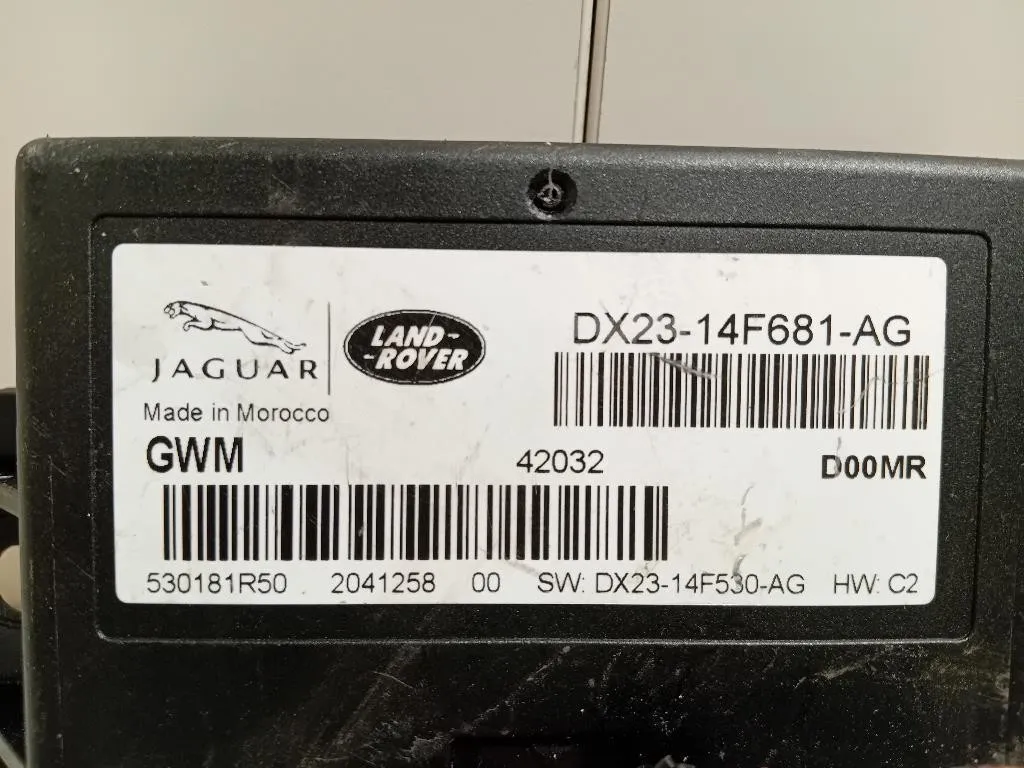 JAGUAR
LAND-
-ROVER
DX23-14F681-AG
Made in Morocco
GWM 42032 D00MR
530181R50 2041258 00 SW: DX23-14F530-AG HW: C2